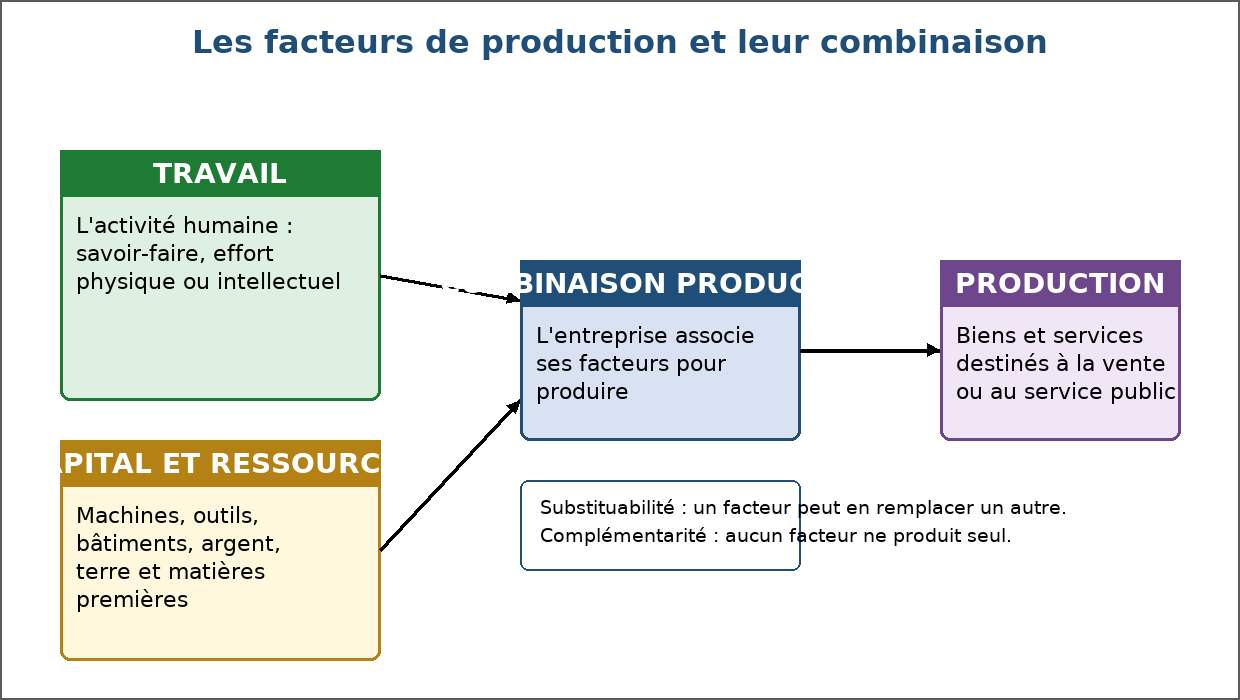 Les facteurs de production et leur combinaison
TRAVAIL
L'activité humaine :
savoir-faire, effort
physique ou intellectuel
BINAISON PRODUC
L'entreprise associe
ses facteurs pour
produire
PRODUCTION
Biens et services
destinés à la vente
ou au service public
APITAL ET RESSOURC
Machines, outils,
bâtiments, argent,
terre et matières
premières
Substituabilité : un facteur peut en remplacer un autre.
Complémentarité : aucun facteur ne produit seul.